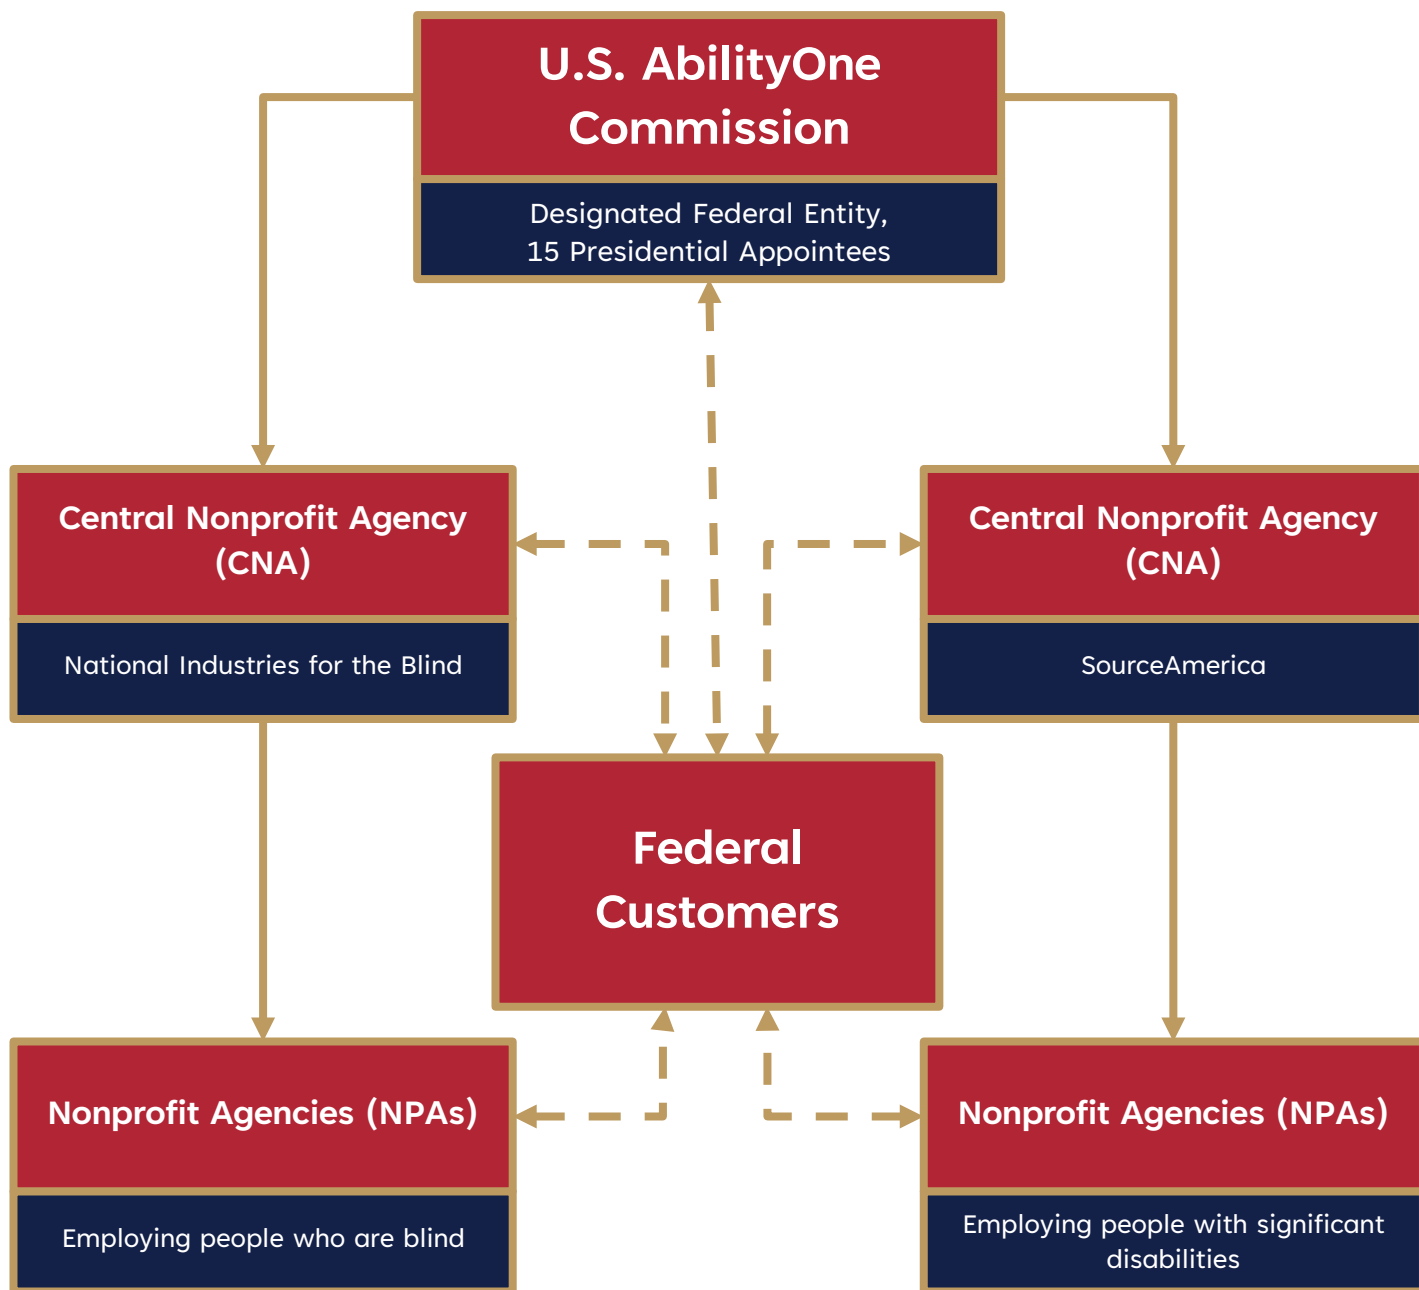 U.S. AbilityOne
Commission
Designated Federal Entity,
15 Presidential Appointees
Central Nonprofit Agency
(CNA)
National Industries for the Blind
Central Nonprofit Agency
(CNA)
SourceAmerica
Federal
Customers
Nonprofit Agencies (NPAs)
Employing people who are blind
Nonprofit Agencies (NPAs)
Employing people with significant
disabilities